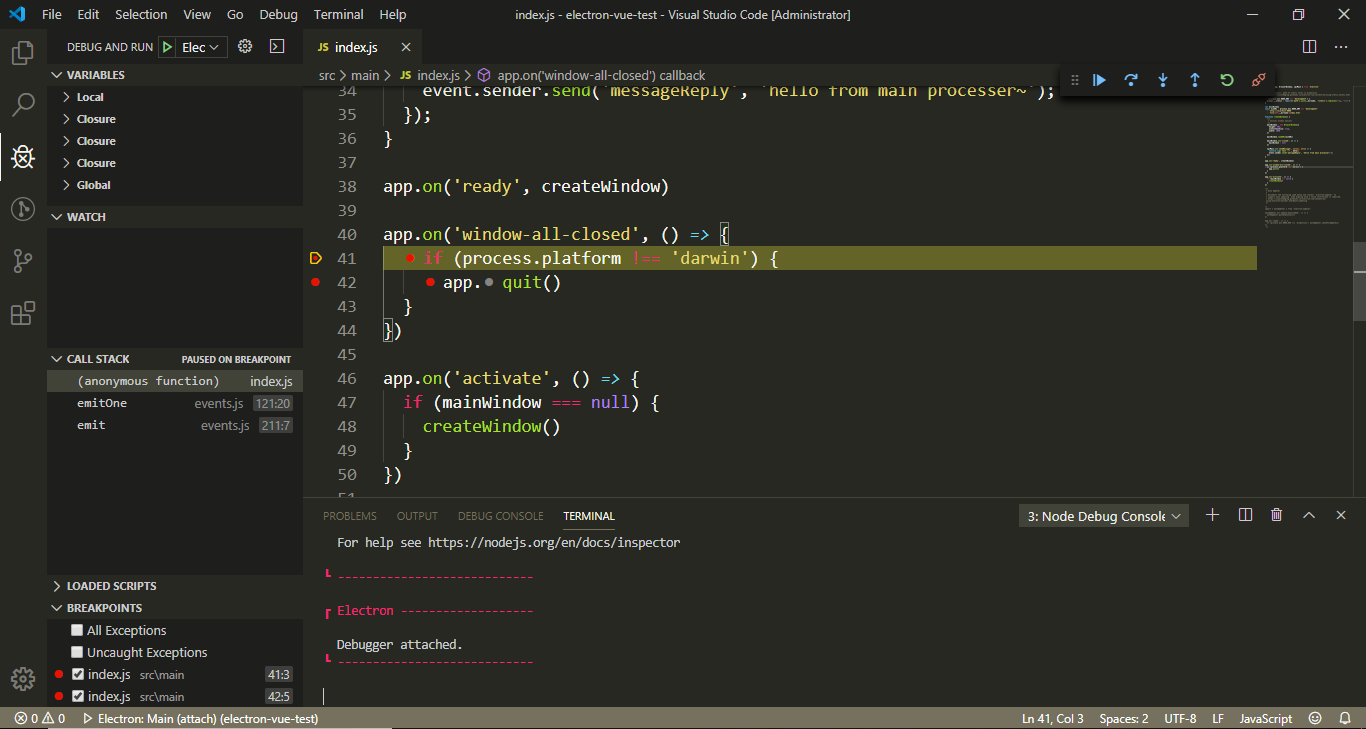 File Edit Selection View Go Debug Terminal Help index.js - electron-vue-test - Visual Studio Code [Administrator]
DEBUG AND RUN Elec
JS index.js
src > main > JS index.js > app.on('window-all-closed') callback
VARIABLES
Local
Closure
Closure
Closure
Global
WATCH
CALL STACK PAUSED ON BREAKPOINT
(anonymous function) index.js
emitOne events.js 121:20
emit events.js 211:7
LOADED SCRIPTS
BREAKPOINTS
All Exceptions
Uncaught Exceptions
index.js src\main 41:3
index.js src\main 42:5
34 event.sender.send('messageReply', 'hello from main processer~');
35 });
36 }
37
38 app.on('ready', createWindow)
39
40 app.on('window-all-closed', () => {
41 if (process.platform !== 'darwin') {
42 app. quit()
43 }
44 })
45
46 app.on('activate', () => {
47 if (mainWindow === null) {
48 createWindow()
49 }
50 })
51
PROBLEMS OUTPUT DEBUG CONSOLE TERMINAL 3: Node Debug Console
For help see https://nodejs.org/en/docs/inspector
┗ ----------------------------
┏ Electron -------------------
Debugger attached.
┗ ----------------------------
0 0 Electron: Main (attach) (electron-vue-test) Ln 41, Col 3 Spaces: 2 UTF-8 LF JavaScript